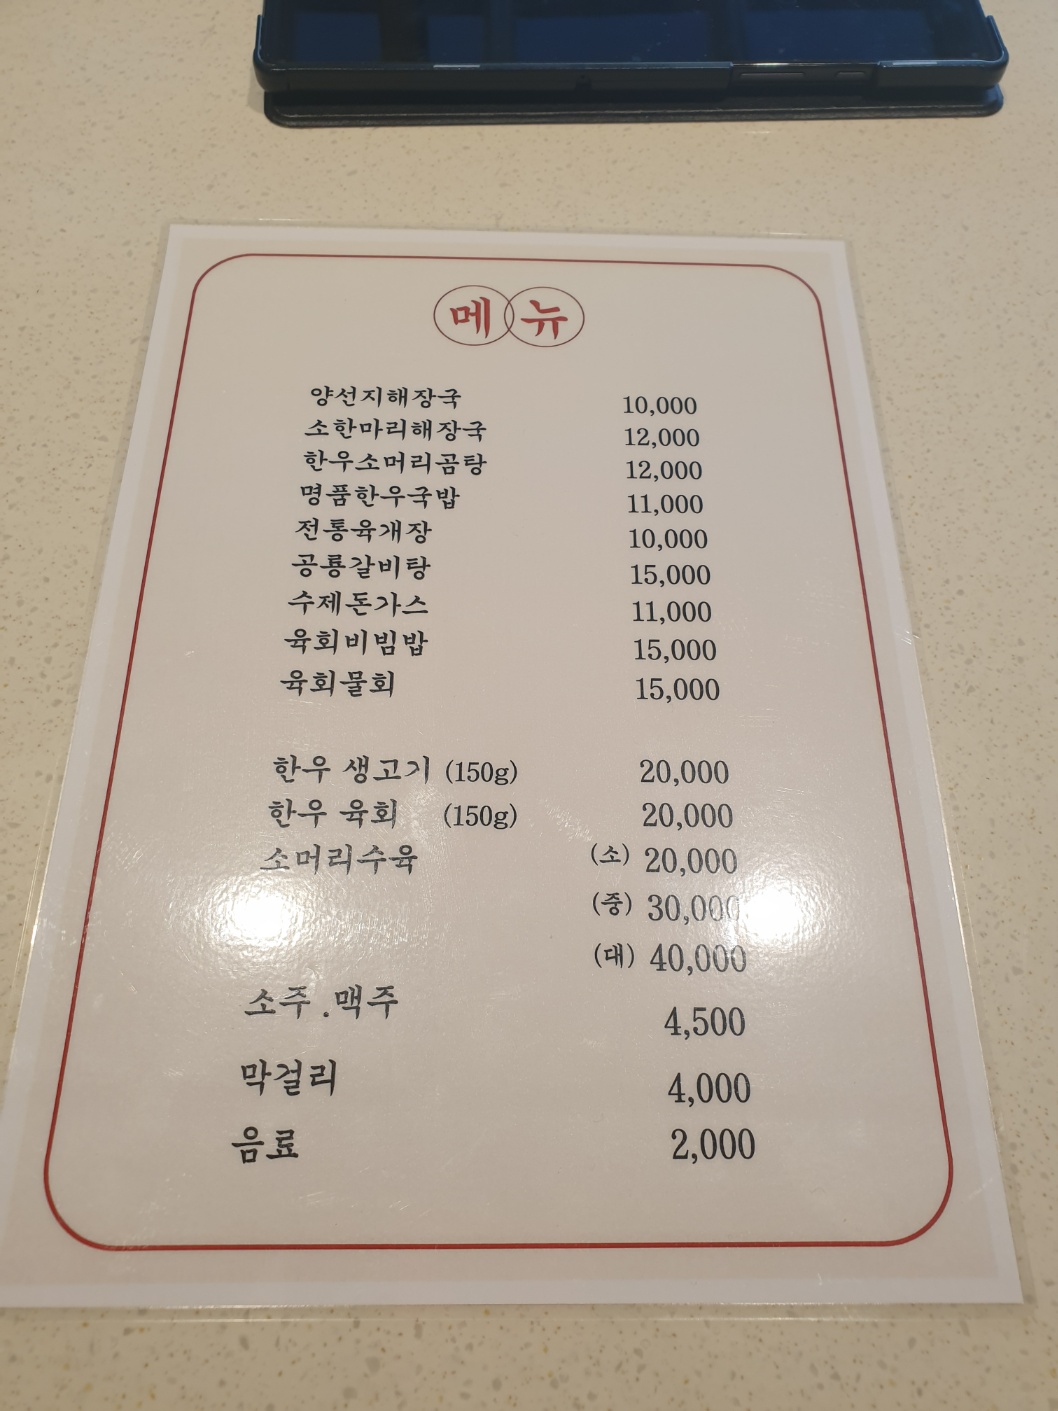 메뉴
양선지해장국 10,000
소한마리해장국 12,000
한우소머리곰탕 12,000
명품한우국밥 11,000
전통육개장 10,000
공룡갈비탕 15,000
수제돈가스 11,000
육회비빔밥 15,000
육회물회 15,000
한우 생고기 (150g) 20,000
한우 육회 (150g) 20,000
소머리수육 (소) 20,000
(중) 30,000
(대) 40,000
소주 .맥주 4,500
막걸리 4,000
음료 2,000